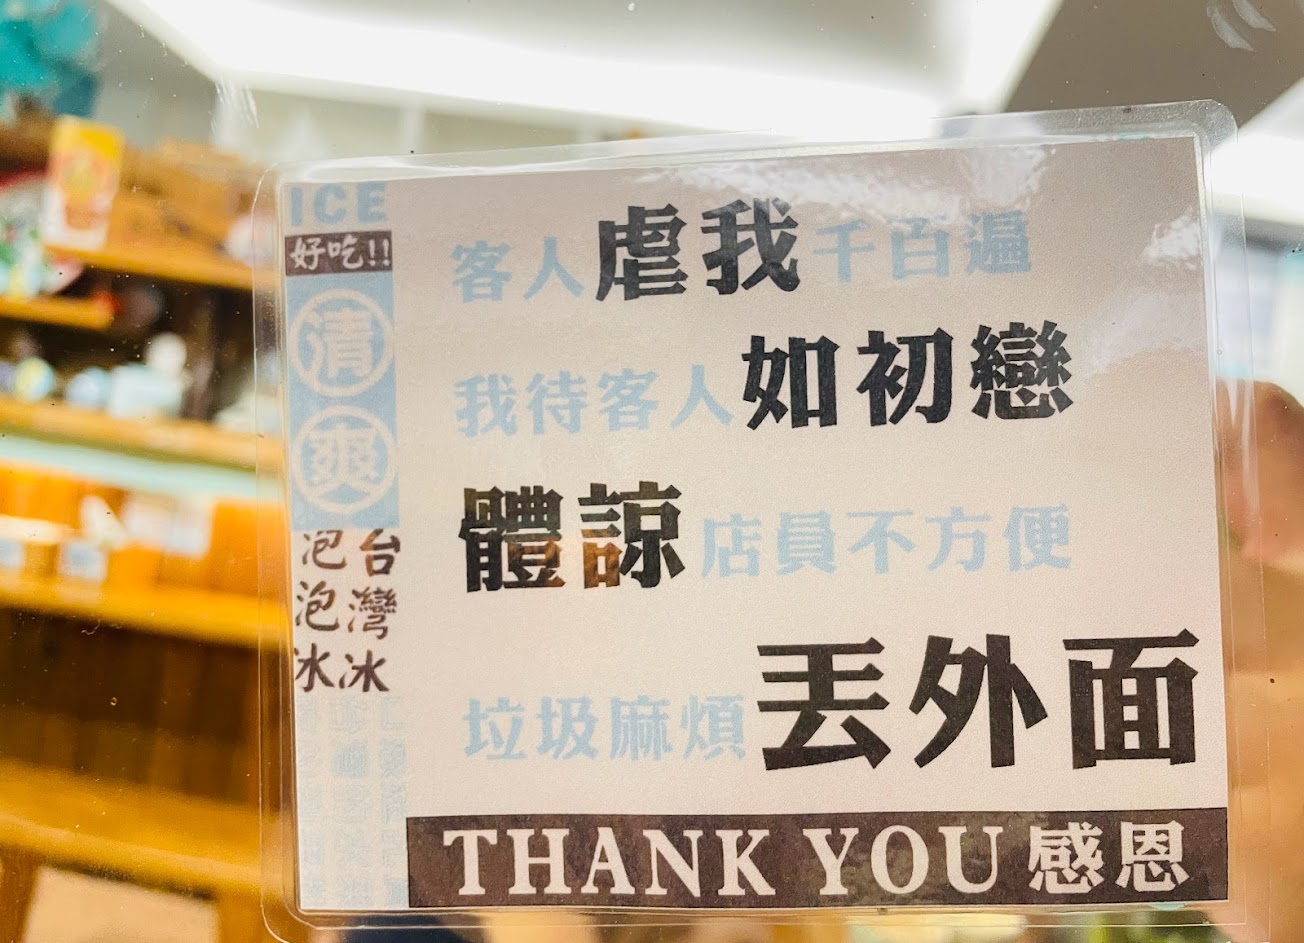 ICE
好吃!!
清爽
台灣冰
泡泡冰
客人虐我千百遍
我待客人如初戀
體諒店員不方便
垃圾麻煩丟外面
THANK YOU 感恩